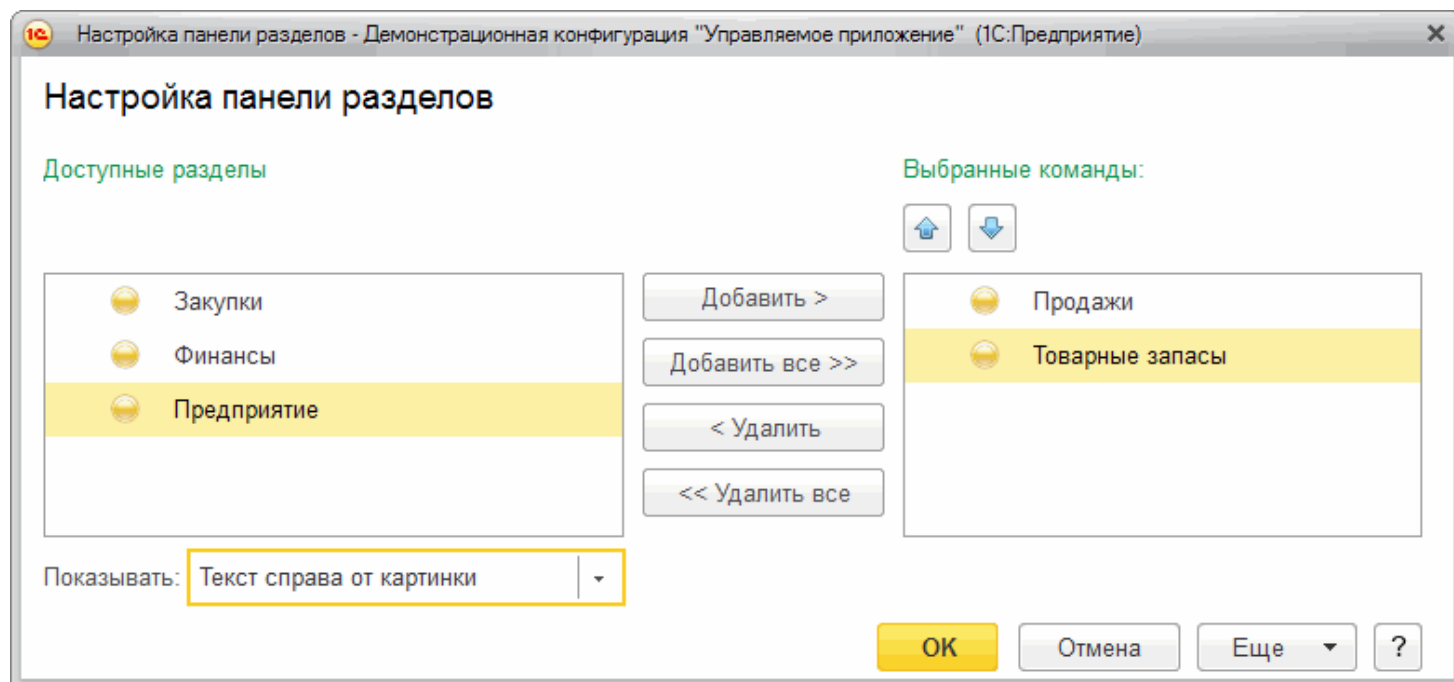 1С Настройка панели разделов - Демонстрационная конфигурация "Управляемое приложение" (1С:Предприятие)
Настройка панели разделов
Доступные разделы
Выбранные команды:
Закупки
Финансы
Предприятие
Добавить >
Добавить все >>
< Удалить
<< Удалить все
Продажи
Товарные запасы
Показывать: Текст справа от картинки
ОК
Отмена
Еще
?